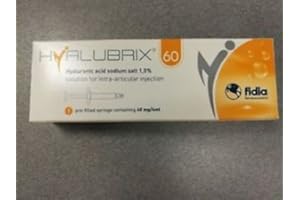 HYALUBRIX® 60
Hyaluronic acid sodium salt 1,5%
solution for intra-articular injection
1 pre-filled syringe containing 60 mg/4ml
fidia